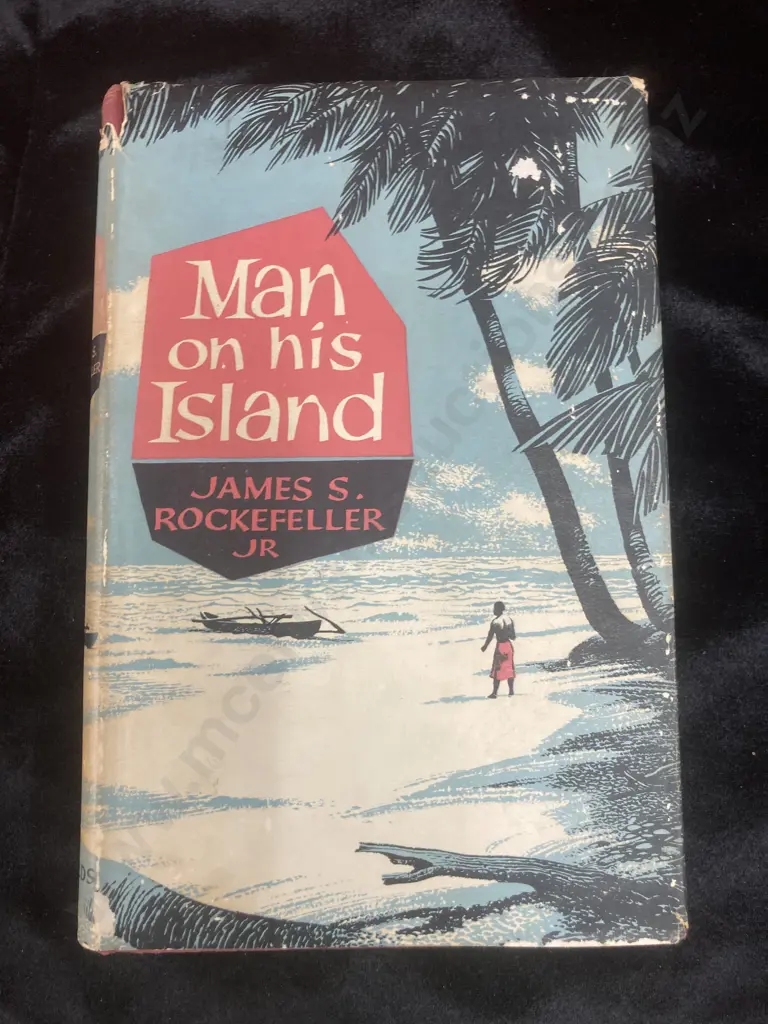 Man
on his
Island
JAMES S.
ROCKEFELLER
JR